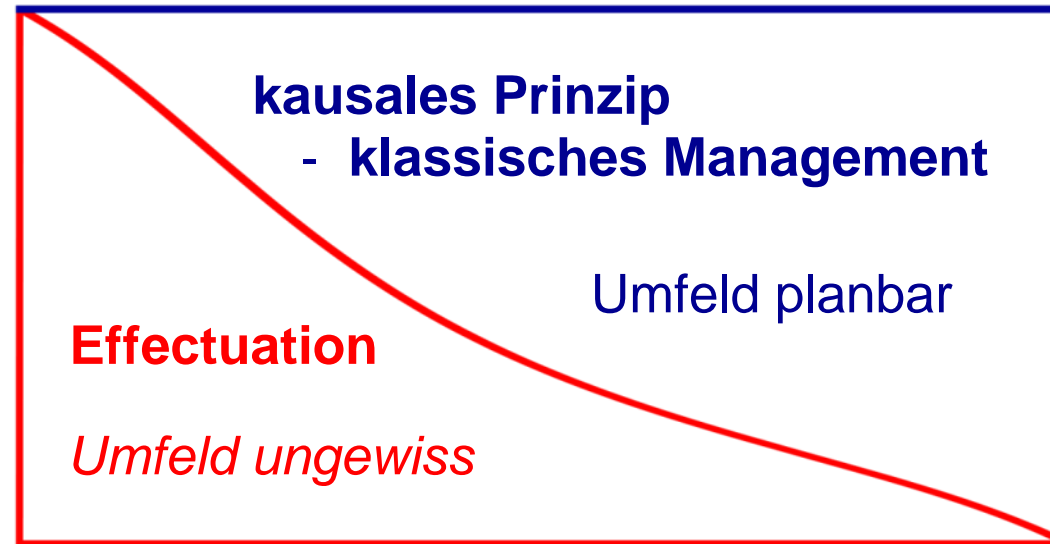 kausales Prinzip
- klassisches Management
Umfeld planbar
Effectuation
Umfeld ungewiss